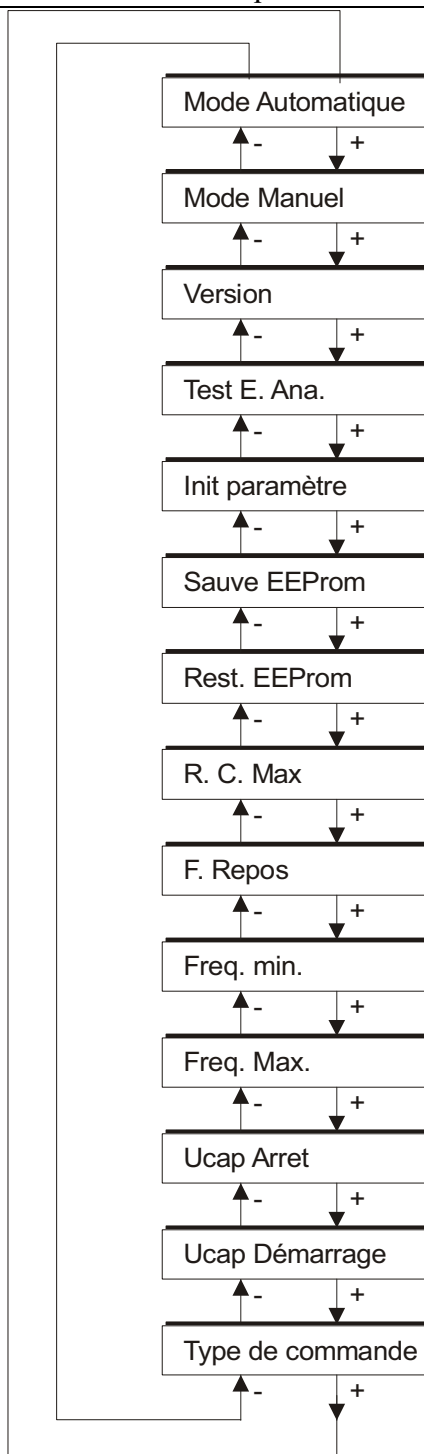 Mode Automatique
- +
Mode Manuel
- +
Version
- +
Test E. Ana.
- +
Init paramètre
- +
Sauve EEProm
- +
Rest. EEProm
- +
R. C. Max
- +
F. Repos
- +
Freq. min.
- +
Freq. Max.
- +
Ucap Arret
- +
Ucap Démarrage
- +
Type de commande
- +